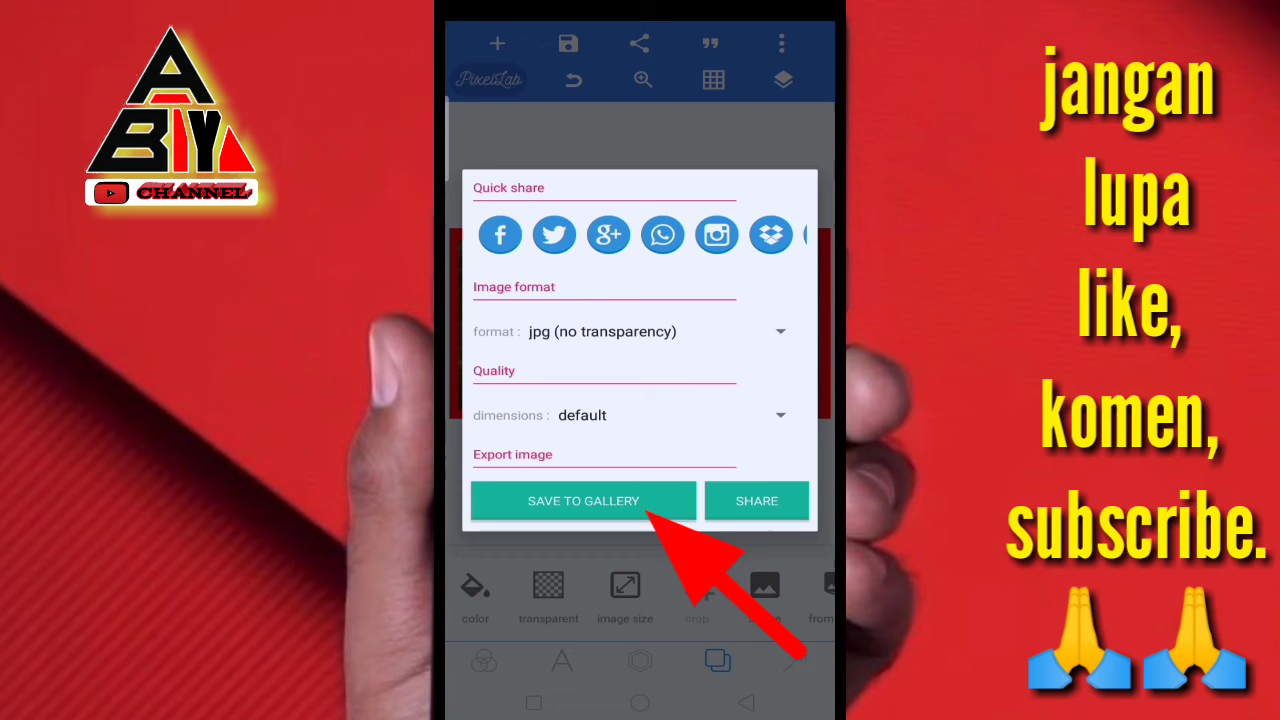 A
BIY
CHANNEL
PixelLab
Quick share
Image format
format : jpg (no transparency)
Quality
dimensions : default
Export image
SAVE TO GALLERY
SHARE
color
transparent
image size
crop
from
jangan
lupa
like,
komen,
subscribe.